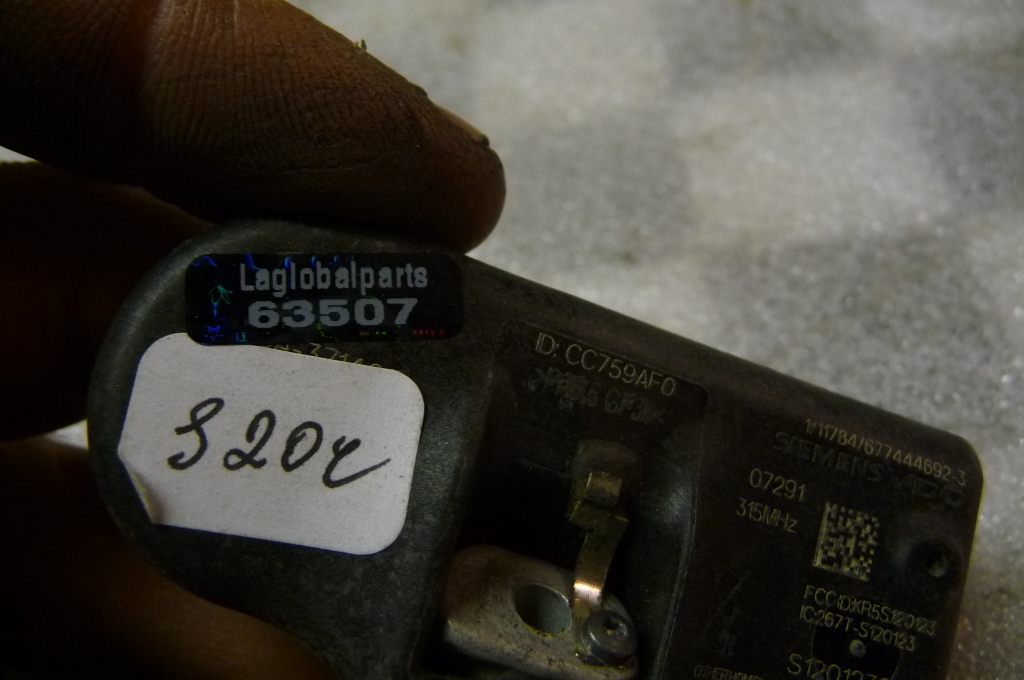 Laglobalparts
63507
S204
ID: CC759AF0
1/11784/677444692-3
SIEMENS VDO
07291
315MHz
FCC ID:KR5S120123
IC:267T-S120123